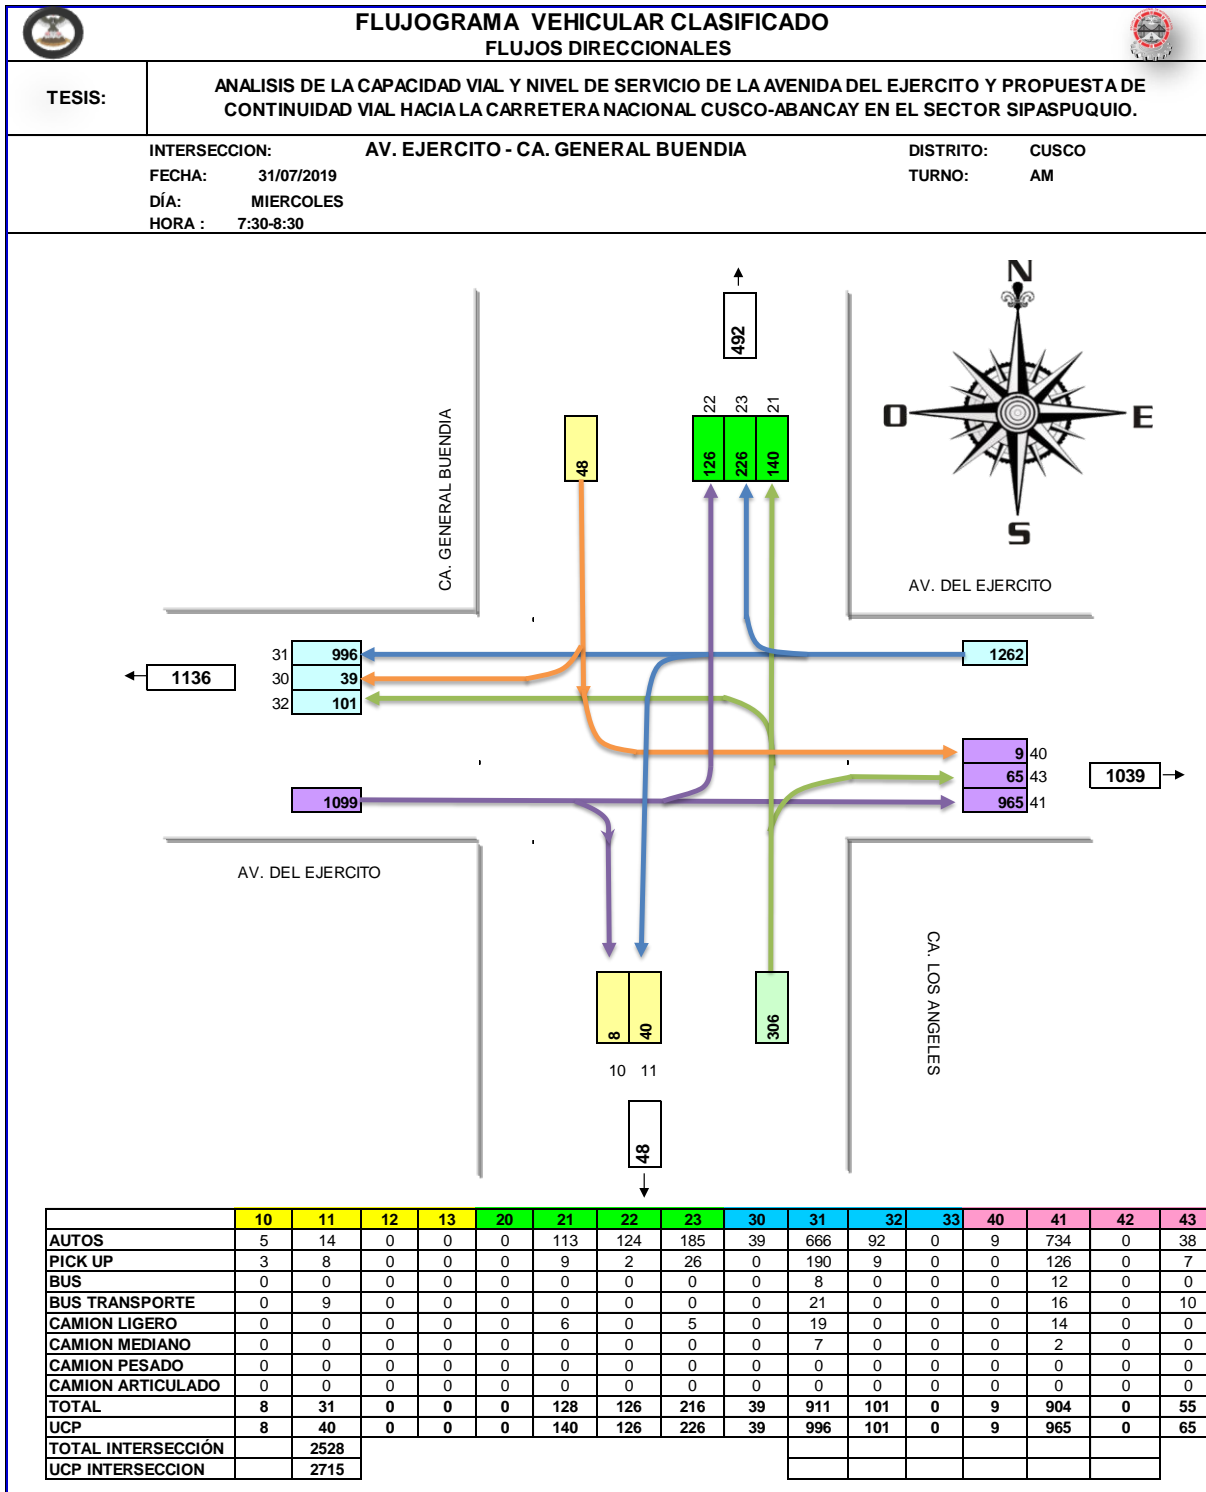 FLUJOGRAMA VEHICULAR CLASIFICADO
FLUJOS DIRECCIONALES
TESIS:
ANALISIS DE LA CAPACIDAD VIAL Y NIVEL DE SERVICIO DE LA AVENIDA DEL EJERCITO Y PROPUESTA DE
CONTINUIDAD VIAL HACIA LA CARRETERA NACIONAL CUSCO-ABANCAY EN EL SECTOR SIPASPUQUIO.
INTERSECCION: AV. EJERCITO - CA. GENERAL BUENDIA DISTRITO: CUSCO
FECHA: 31/07/2019 TURNO: AM
DÍA: MIERCOLES
HORA : 7:30-8:30
N
492
22 23 21
CA. GENERAL BUENDIA
48
126 226 140
O E
S
AV. DEL EJERCITO
31 996
1262
1136
30 39
32 101
9 40
65 43
1039
1099
965 41
AV. DEL EJERCITO
CA. LOS ANGELES
8 40
306
10 11
48
10 11 12 13 20 21 22 23 30 31 32 33 40 41 42 43
AUTOS 5 14 0 0 0 113 124 185 39 666 92 0 9 734 0 38
PICK UP 3 8 0 0 0 9 2 26 0 190 9 0 0 126 0 7
BUS 0 0 0 0 0 0 0 0 0 8 0 0 0 12 0 0
BUS TRANSPORTE 0 9 0 0 0 0 0 0 0 21 0 0 0 16 0 10
CAMION LIGERO 0 0 0 0 0 6 0 5 0 19 0 0 0 14 0 0
CAMION MEDIANO 0 0 0 0 0 0 0 0 0 7 0 0 0 2 0 0
CAMION PESADO 0 0 0 0 0 0 0 0 0 0 0 0 0 0 0 0
CAMION ARTICULADO 0 0 0 0 0 0 0 0 0 0 0 0 0 0 0 0
TOTAL 8 31 0 0 0 128 126 216 39 911 101 0 9 904 0 55
UCP 8 40 0 0 0 140 126 226 39 996 101 0 9 965 0 65
TOTAL INTERSECCIÓN 2528
UCP INTERSECCION 2715